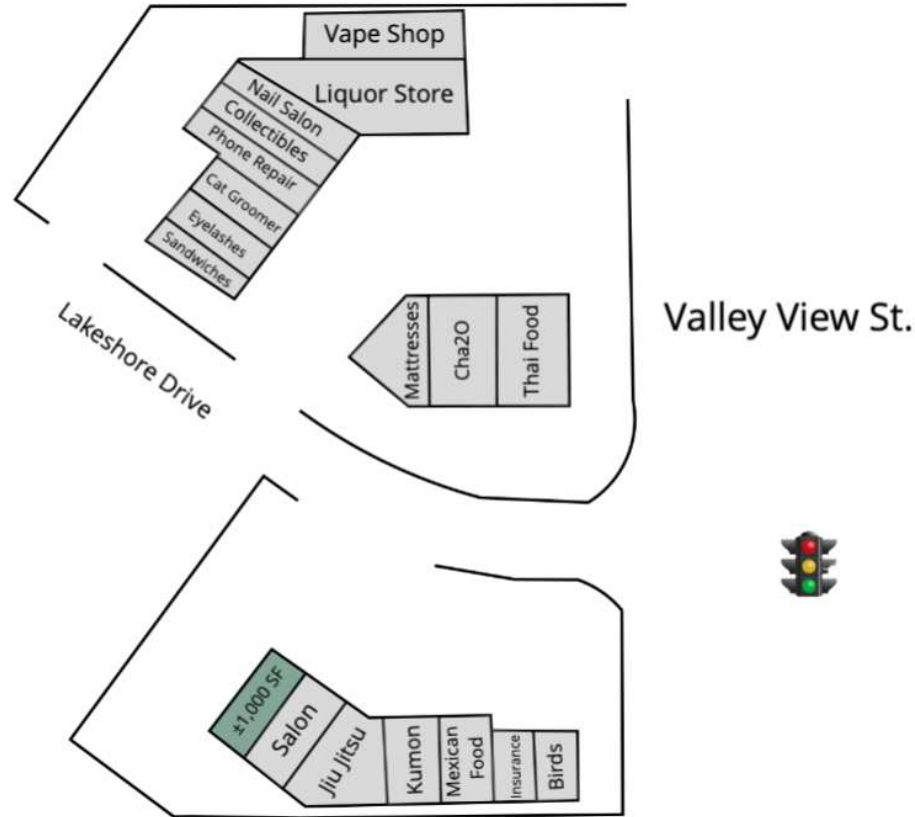 Vape Shop
Liquor Store
Nail Salon
Collectibles
Phone Repair
Cat Groomer
Eyelashes
Sandwiches
Lakeshore Drive
Mattresses
Cha2O
Thai Food
Valley View St.
±1,000 SF
Salon
Jiu Jitsu
Kumon
Mexican
Food
Insurance
Birds